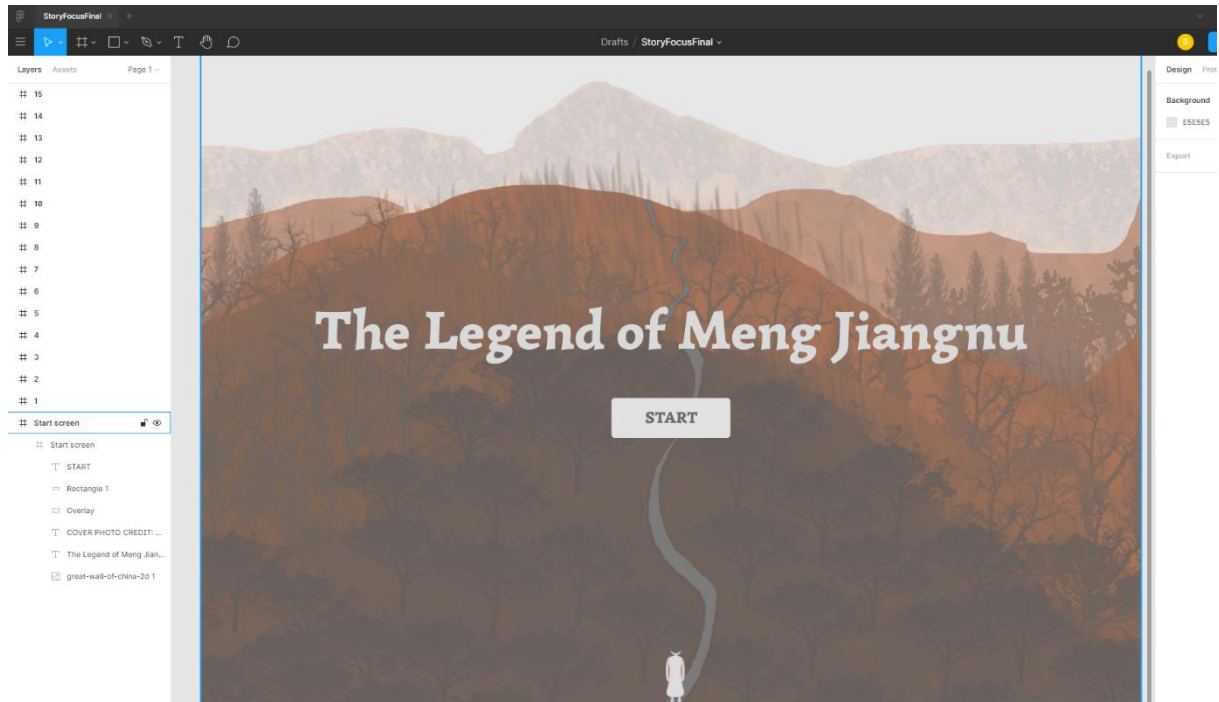 StoryFocusFinal
Drafts / StoryFocusFinal
B
Layers Assets Page 1
15
14
13
12
11
10
9
8
7
6
5
4
3
2
1
Start screen
Start screen
START
Rectangle 1
Overlay
COVER PHOTO CREDIT: ...
The Legend of Meng Jian...
great-wall-of-china-2d 1
The Legend of Meng Jiangnu
START
Design Prot
Background
E5E5E5
Export